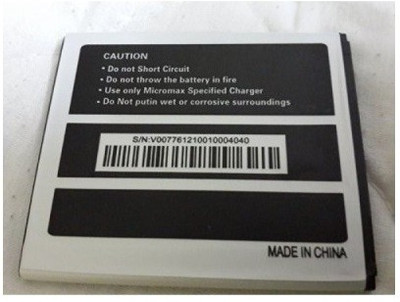 CAUTION
• Do not Short Circuit
• Do not throw the battery in fire
• Use only Micromax Specified Charger
• Do Not putin wet or corrosive surroundings
S/N:V007761210010004040
MADE IN CHINA